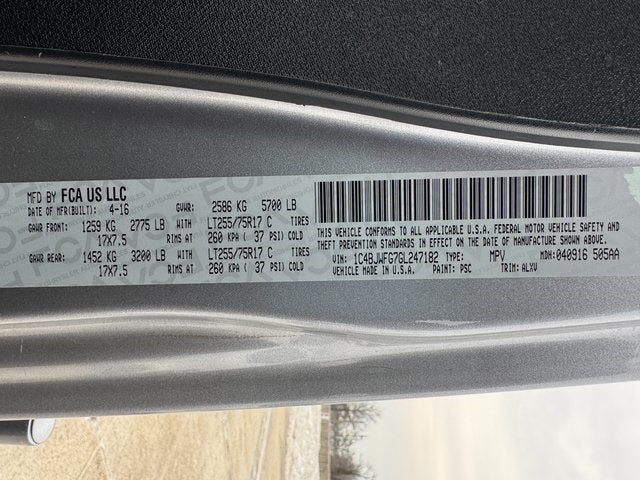 MFD BY FCA US LLC
DATE OF MFR(BUILT): 4-16 GVWR: 2586 KG 5700 LB
GAWR FRONT: 1259 KG 2775 LB WITH LT255/75R17 C TIRES
17X7.5 RIMS AT 260 KPA ( 37 PSI) COLD
GAWR REAR: 1452 KG 3200 LB WITH LT255/75R17 C TIRES
17X7.5 RIMS AT 260 KPA ( 37 PSI) COLD
THIS VEHICLE CONFORMS TO ALL APPLICABLE U.S.A. FEDERAL MOTOR VEHICLE SAFETY AND
THEFT PREVENTION STANDARDS IN EFFECT ON THE DATE OF MANUFACTURE SHOWN ABOVE.
VIN: 1C4BJWFG7GL247182 TYPE: MPV MDH: 040916 505AA
VEHICLE MADE IN U.S.A. PAINT: PSC TRIM: ALXV